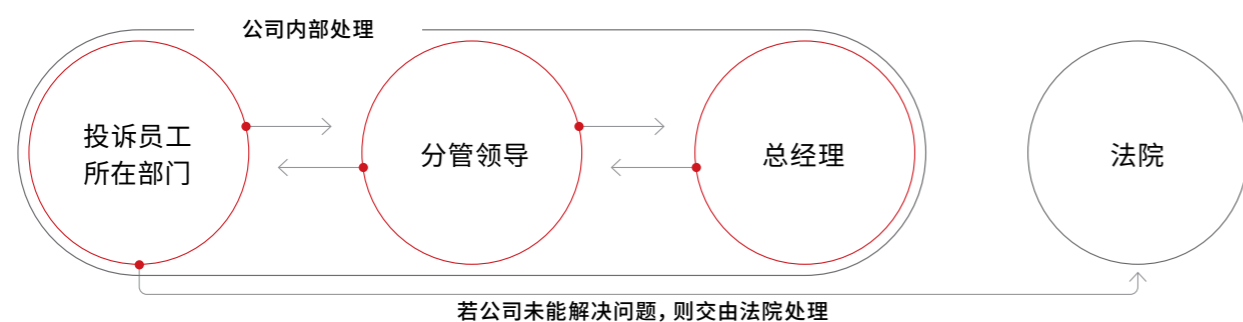 公司内部处理
投诉员工
所在部门
分管领导
总经理
法院
若公司未能解决问题，则交由法院处理